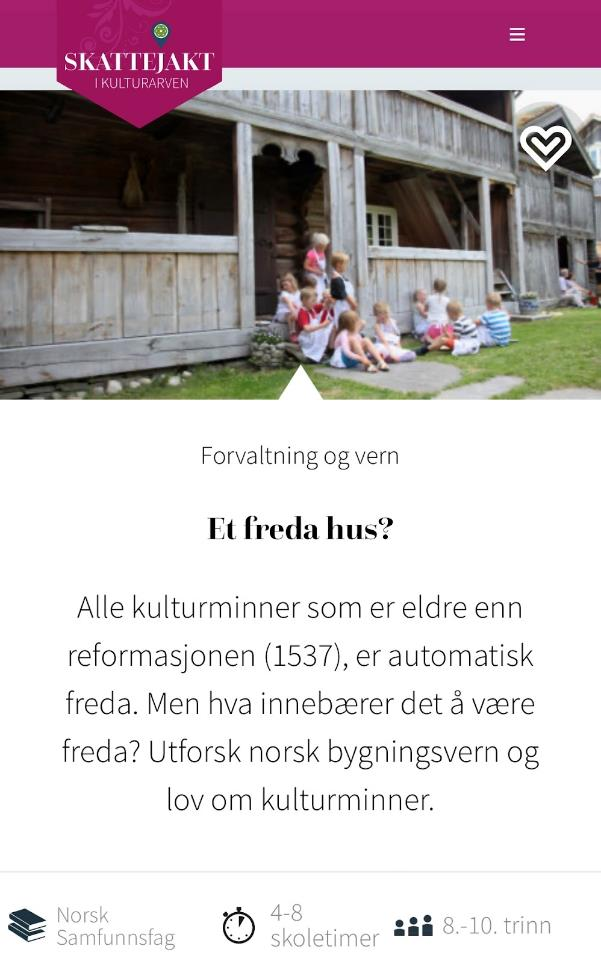 SKATTEJAKT
I KULTURARVEN
Forvaltning og vern
Et freda hus?
Alle kulturminner som er eldre enn
reformasjonen (1537), er automatisk
freda. Men hva innebærer det å være
freda? Utforsk norsk bygningsvern og
lov om kulturminner.
Norsk
Samfunnsfag
4-8
skoletimer
8.-10. trinn